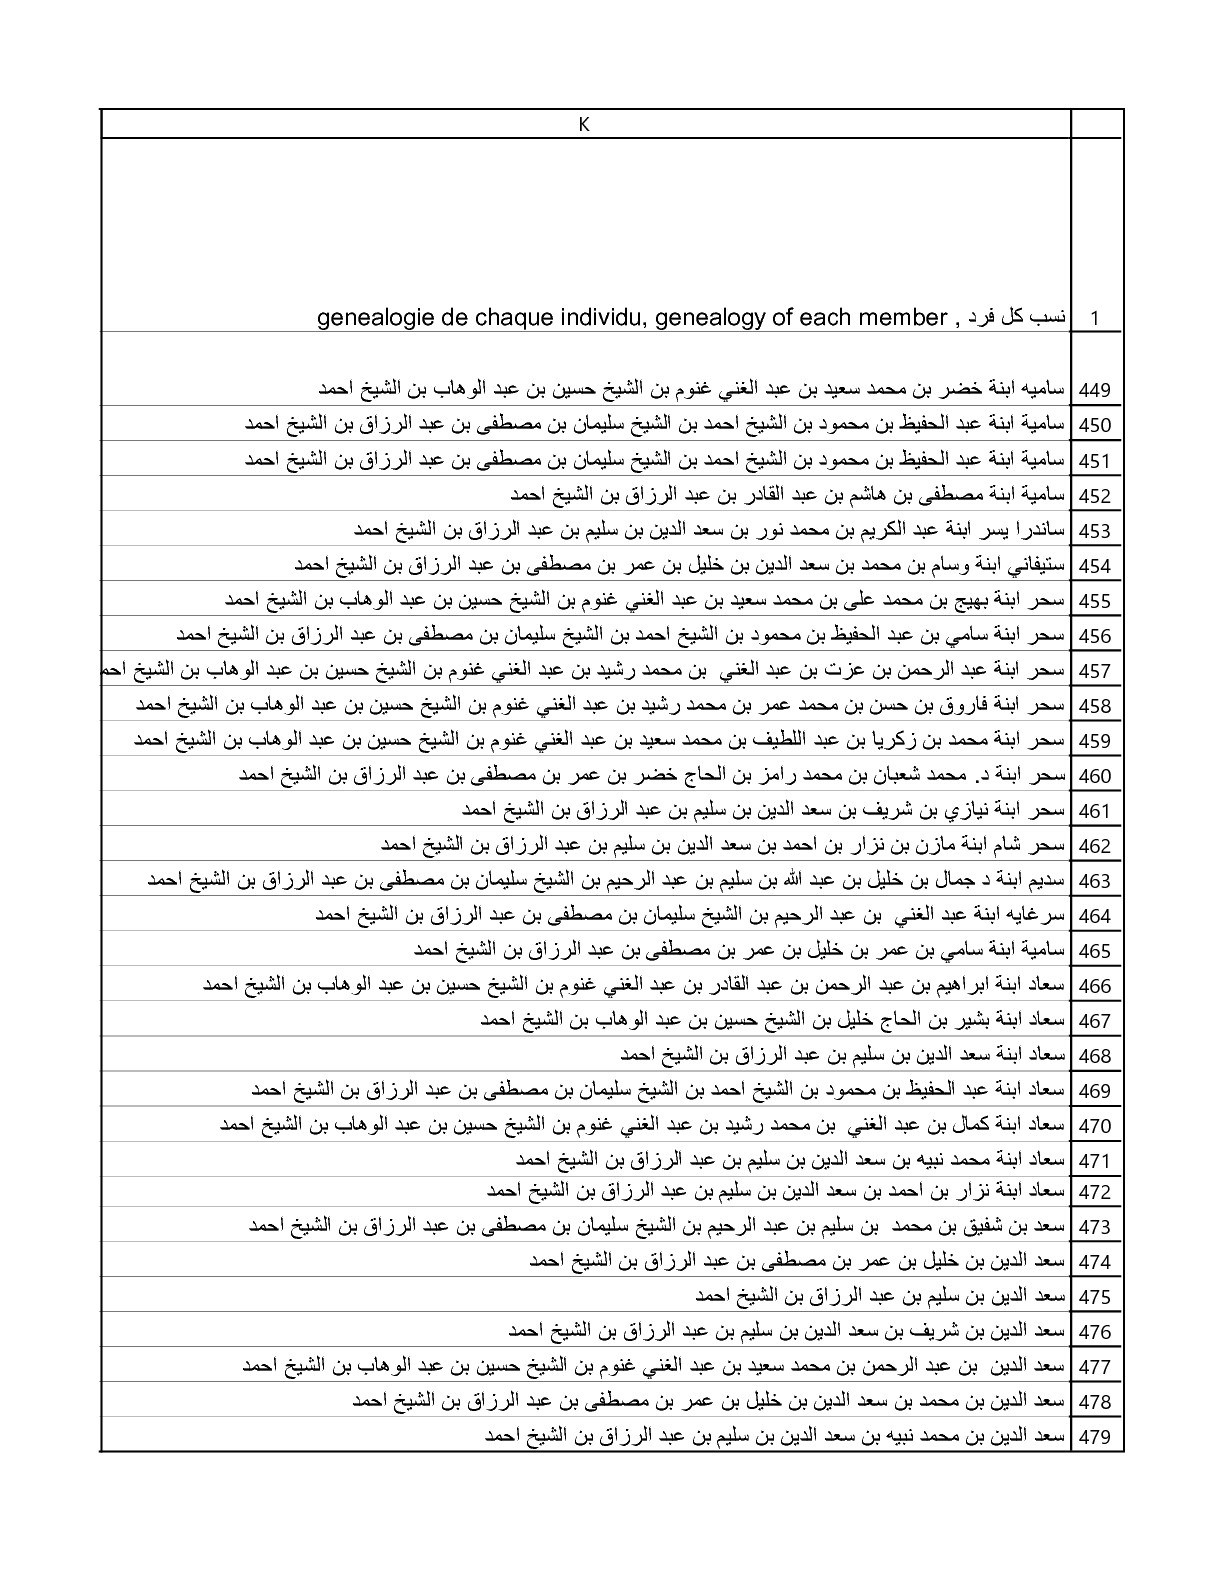 K
1 نسب كل فرد , genealogie de chaque individu, genealogy of each member
449 ساميه ابنة خضر بن محمد سعيد بن عبد الغني غنوم بن الشيخ حسين بن عبد الوهاب بن الشيخ احمد
450 سامية ابنة عبد الحفيظ بن محمود بن الشيخ احمد بن الشيخ سليمان بن مصطفى بن عبد الرزاق بن الشيخ احمد
451 سامية ابنة عبد الحفيظ بن محمود بن الشيخ احمد بن الشيخ سليمان بن مصطفى بن عبد الرزاق بن الشيخ احمد
452 سامية ابنة مصطفى بن هاشم بن عبد القادر بن عبد الرزاق بن الشيخ احمد
453 ساندرا يسر ابنة عبد الكريم بن محمد نور بن سعد الدين بن سليم بن عبد الرزاق بن الشيخ احمد
454 ستيفاني ابنة وسام بن محمد بن سعد الدين بن خليل بن عمر بن مصطفى بن عبد الرزاق بن الشيخ احمد
455 سحر ابنة بهيج بن محمد على بن محمد سعيد بن عبد الغني غنوم بن الشيخ حسين بن عبد الوهاب بن الشيخ احمد
456 سحر ابنة سامي بن عبد الحفيظ بن محمود بن الشيخ احمد بن الشيخ سليمان بن مصطفى بن عبد الرزاق بن الشيخ احمد
457 سحر ابنة عبد الرحمن بن عزت بن عبد الغني بن محمد رشيد بن عبد الغني غنوم بن الشيخ حسين بن عبد الوهاب بن الشيخ احم
458 سحر ابنة فاروق بن حسن بن محمد عمر بن محمد رشيد بن عبد الغني غنوم بن الشيخ حسين بن عبد الوهاب بن الشيخ احمد
459 سحر ابنة محمد بن زكريا بن عبد اللطيف بن محمد سعيد بن عبد الغني غنوم بن الشيخ حسين بن عبد الوهاب بن الشيخ احمد
460 سحر ابنة د. محمد شعبان بن محمد رامز بن الحاج خضر بن عمر بن مصطفى بن عبد الرزاق بن الشيخ احمد
461 سحر ابنة نيازي بن شريف بن سعد الدين بن سليم بن عبد الرزاق بن الشيخ احمد
462 سحر شام ابنة مازن بن نزار بن احمد بن سعد الدين بن سليم بن عبد الرزاق بن الشيخ احمد
463 سديم ابنة د جمال بن خليل بن عبد الله بن سليم بن عبد الرحيم بن الشيخ سليمان بن مصطفى بن عبد الرزاق بن الشيخ احمد
464 سرغايه ابنة عبد الغني بن عبد الرحيم بن الشيخ سليمان بن مصطفى بن عبد الرزاق بن الشيخ احمد
465 سامية ابنة سامي بن عمر بن خليل بن عمر بن مصطفى بن عبد الرزاق بن الشيخ احمد
466 سعاد ابنة ابراهيم بن عبد الرحمن بن عبد القادر بن عبد الغني غنوم بن الشيخ حسين بن عبد الوهاب بن الشيخ احمد
467 سعاد ابنة بشير بن الحاج خليل بن الشيخ حسين بن عبد الوهاب بن الشيخ احمد
468 سعاد ابنة سعد الدين بن سليم بن عبد الرزاق بن الشيخ احمد
469 سعاد ابنة عبد الحفيظ بن محمود بن الشيخ احمد بن الشيخ سليمان بن مصطفى بن عبد الرزاق بن الشيخ احمد
470 سعاد ابنة كمال بن عبد الغني بن محمد رشيد بن عبد الغني غنوم بن الشيخ حسين بن عبد الوهاب بن الشيخ احمد
471 سعاد ابنة محمد نبيه بن سعد الدين بن سليم بن عبد الرزاق بن الشيخ احمد
472 سعاد ابنة نزار بن احمد بن سعد الدين بن سليم بن عبد الرزاق بن الشيخ احمد
473 سعد بن شفيق بن محمد بن سليم بن عبد الرحيم بن الشيخ سليمان بن مصطفى بن عبد الرزاق بن الشيخ احمد
474 سعد الدين بن خليل بن عمر بن مصطفى بن عبد الرزاق بن الشيخ احمد
475 سعد الدين بن سليم بن عبد الرزاق بن الشيخ احمد
476 سعد الدين بن شريف بن سعد الدين بن سليم بن عبد الرزاق بن الشيخ احمد
477 سعد الدين بن عبد الرحمن بن محمد سعيد بن عبد الغني غنوم بن الشيخ حسين بن عبد الوهاب بن الشيخ احمد
478 سعد الدين بن محمد بن سعد الدين بن خليل بن عمر بن مصطفى بن عبد الرزاق بن الشيخ احمد
479 سعد الدين بن محمد نبيه بن سعد الدين بن سليم بن عبد الرزاق بن الشيخ احمد